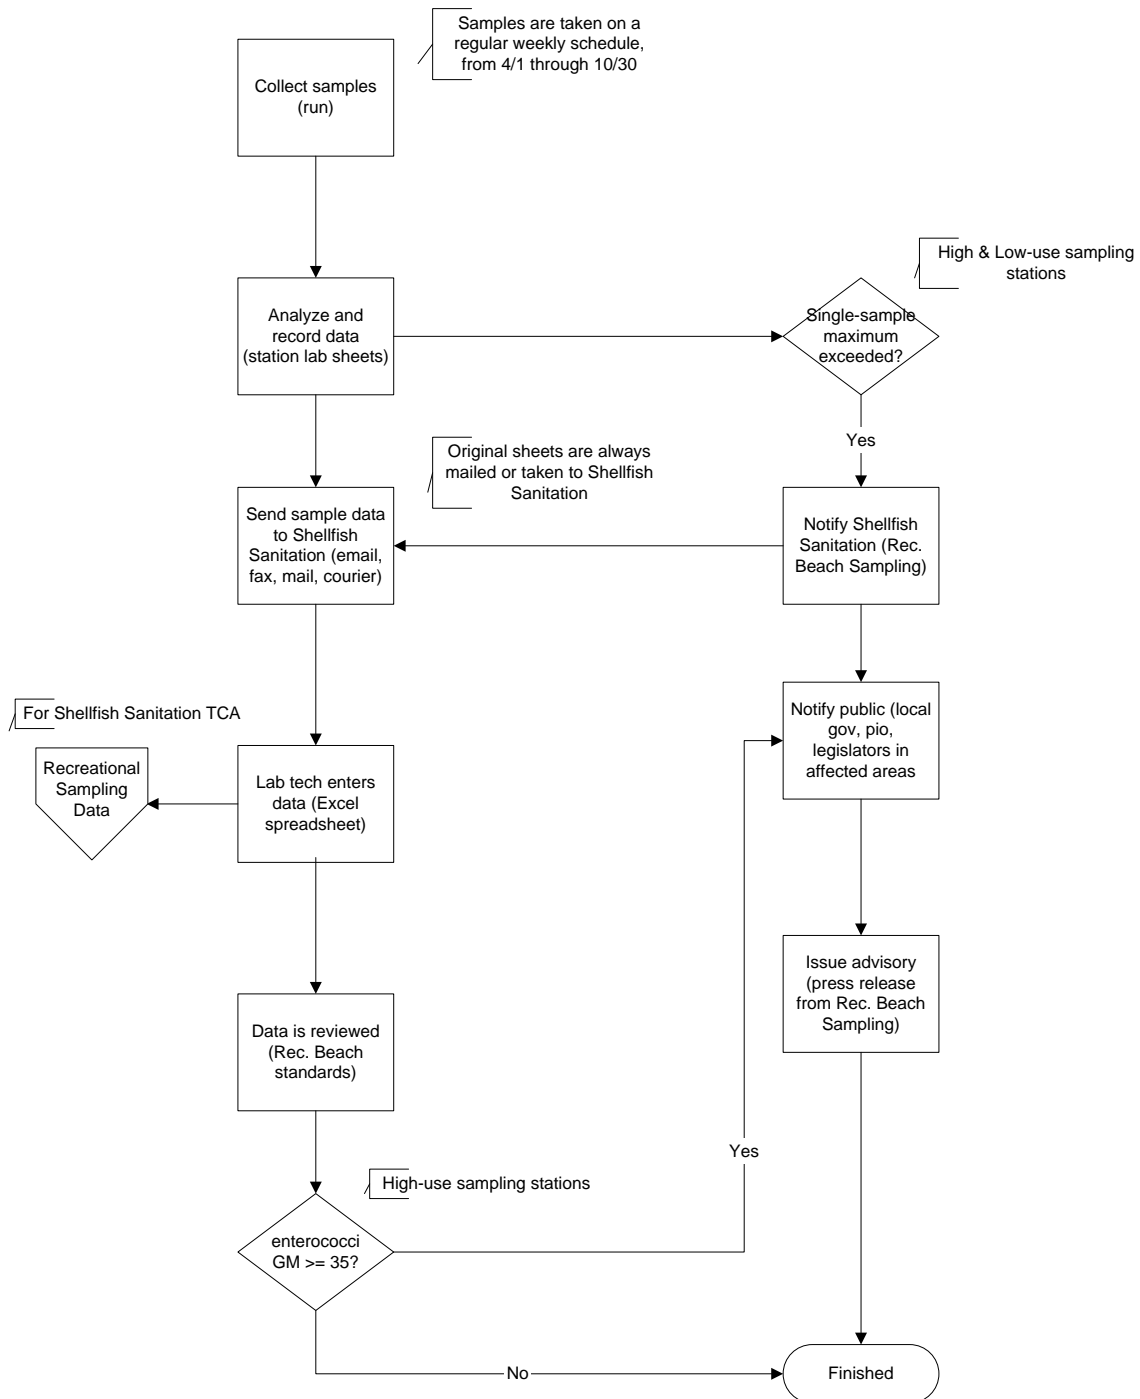 Samples are taken on a
regular weekly schedule,
from 4/1 through 10/30
Collect samples
(run)
High & Low-use sampling
stations
Analyze and
record data
(station lab sheets)
Single-sample
maximum
exceeded?
Yes
Original sheets are always
mailed or taken to Shellfish
Sanitation
Send sample data
to Shellfish
Sanitation (email,
fax, mail, courier)
Notify Shellfish
Sanitation (Rec.
Beach Sampling)
For Shellfish Sanitation TCA
Recreational
Sampling
Data
Lab tech enters
data (Excel
spreadsheet)
Notify public (local
gov, pio,
legislators in
affected areas
Issue advisory
(press release
from Rec. Beach
Sampling)
Data is reviewed
(Rec. Beach
standards)
Yes
High-use sampling stations
enterococci
GM >= 35?
No
Finished